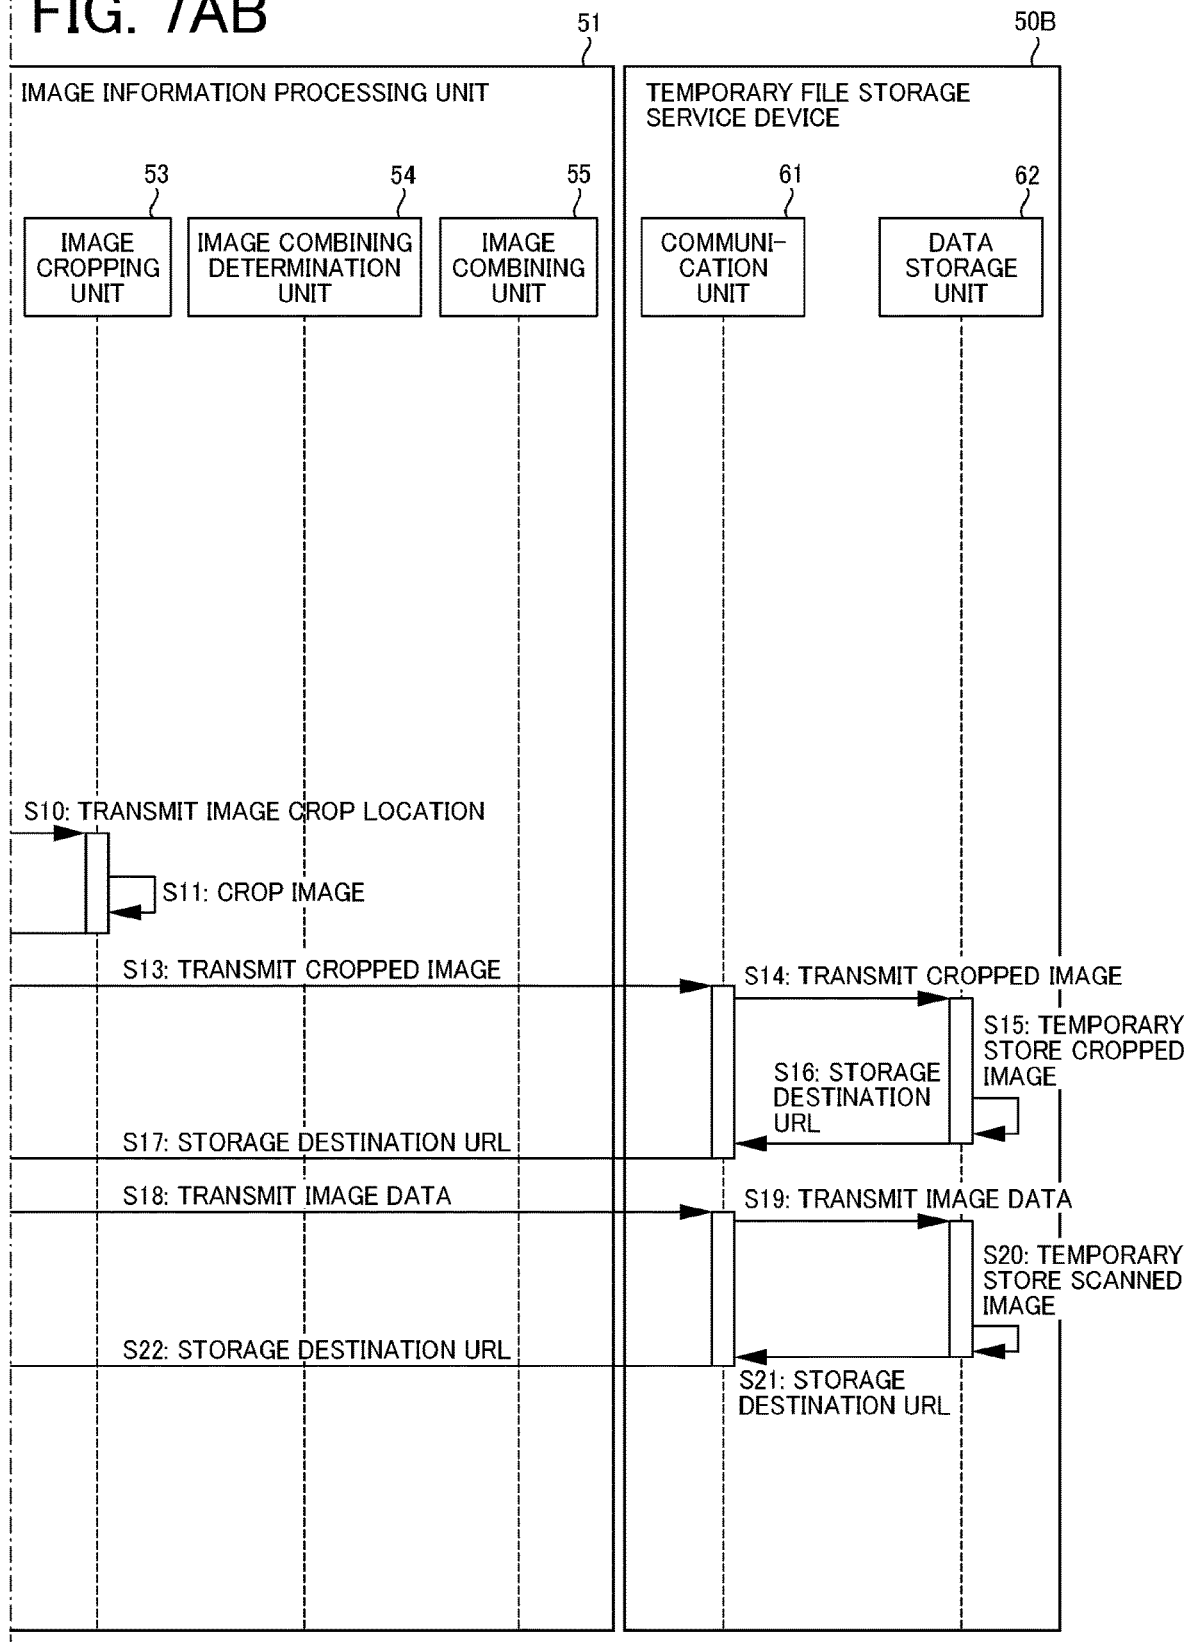 FIG. 7AB
51
50B
IMAGE INFORMATION PROCESSING UNIT
TEMPORARY FILE STORAGE
SERVICE DEVICE
53
54
55
61
62
IMAGE
CROPPING
UNIT
IMAGE COMBINING
DETERMINATION
UNIT
IMAGE
COMBINING
UNIT
COMMUNI-
CATION
UNIT
DATA
STORAGE
UNIT
S10: TRANSMIT IMAGE CROP LOCATION
S11: CROP IMAGE
S13: TRANSMIT CROPPED IMAGE
S14: TRANSMIT CROPPED IMAGE
S15: TEMPORARY
STORE CROPPED
IMAGE
S16: STORAGE
DESTINATION
URL
S17: STORAGE DESTINATION URL
S18: TRANSMIT IMAGE DATA
S19: TRANSMIT IMAGE DATA
S20: TEMPORARY
STORE SCANNED
IMAGE
S22: STORAGE DESTINATION URL
S21: STORAGE
DESTINATION URL